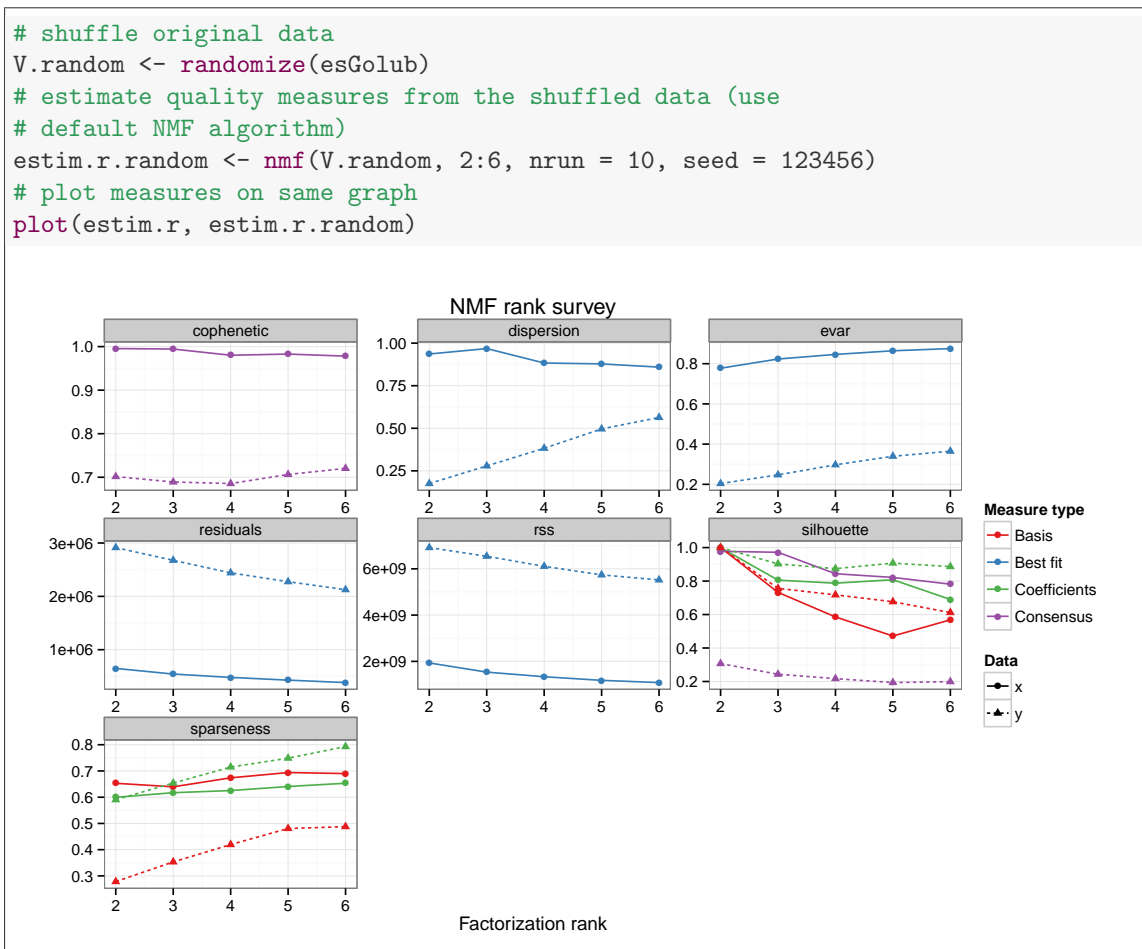 # shuffle original data
V.random <- randomize(esGolub)
# estimate quality measures from the shuffled data (use
# default NMF algorithm)
estim.r.random <- nmf(V.random, 2:6, nrun = 10, seed = 123456)
# plot measures on same graph
plot(estim.r, estim.r.random)
NMF rank survey
cophenetic
1.0
0.9
0.8
0.7
2 3 4 5 6
dispersion
1.00
0.75
0.50
0.25
2 3 4 5 6
evar
0.8
0.6
0.4
0.2
2 3 4 5 6
residuals
3e+06
2e+06
1e+06
2 3 4 5 6
rss
6e+09
4e+09
2e+09
2 3 4 5 6
silhouette
1.0
0.8
0.6
0.4
0.2
2 3 4 5 6
sparseness
0.8
0.7
0.6
0.5
0.4
0.3
2 3 4 5 6
Factorization rank
Measure type
Basis
Best fit
Coefficients
Consensus
Data
x
y